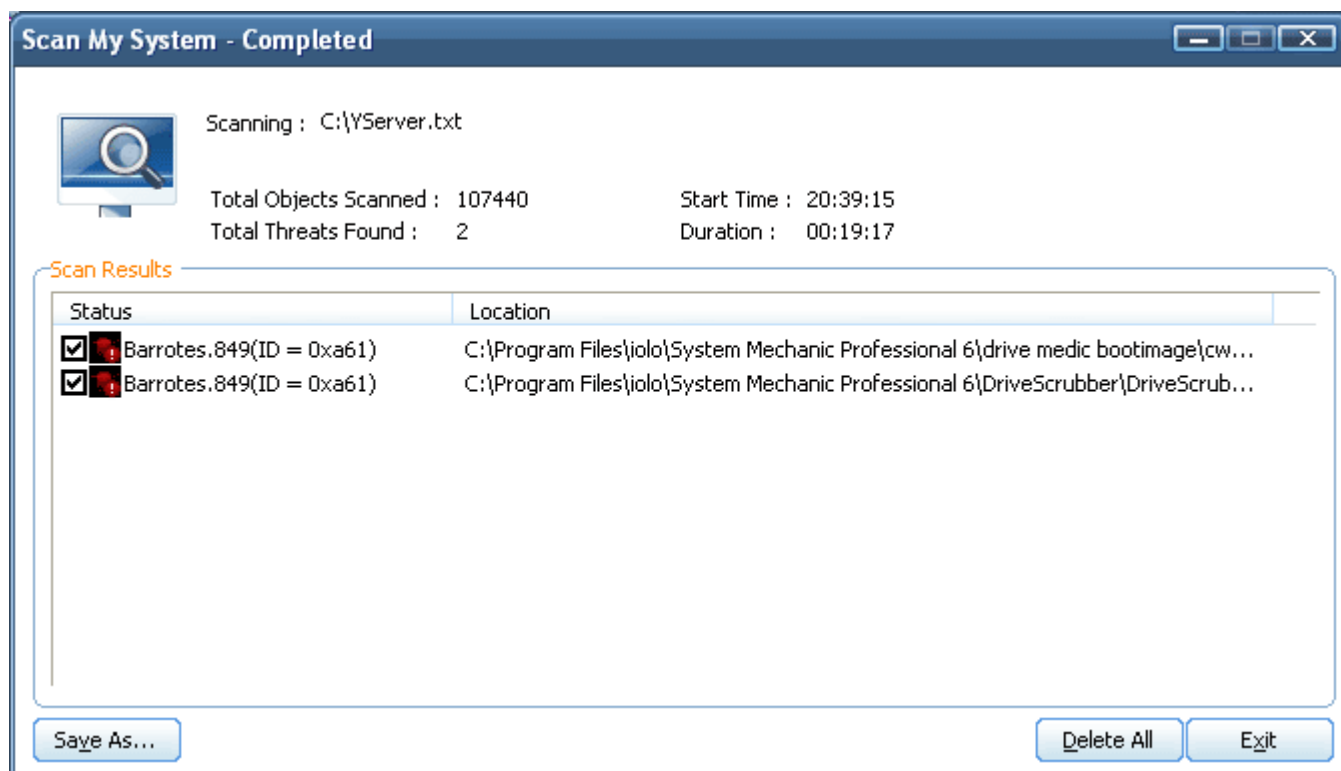 Scan My System - Completed
Scanning : C:\YServer.txt
Total Objects Scanned : 107440 Start Time : 20:39:15
Total Threats Found : 2 Duration : 00:19:17
Scan Results
Status Location
Barrotes.849(ID = 0xa61) C:\Program Files\iolo\System Mechanic Professional 6\drive medic bootimage\cw...
Barrotes.849(ID = 0xa61) C:\Program Files\iolo\System Mechanic Professional 6\DriveScrubber\DriveScrub...
Save As... Delete All Exit